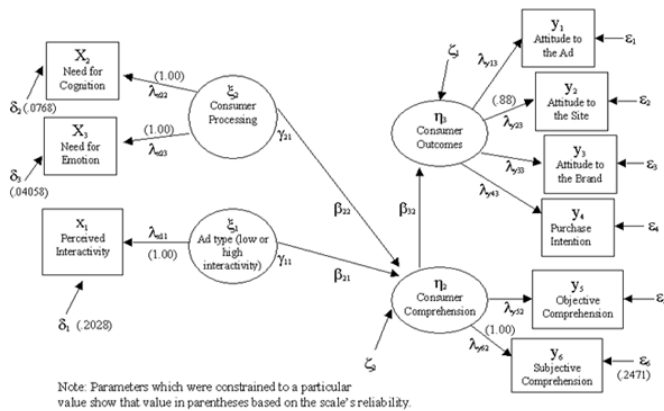 X₂
Need for
Cognition
δ₂(.0768)
(1.00)
λx22
X₃
Need for
Emotion
δ₃
(.04058)
(1.00)
λx23
ξ₂
Consumer
Processing
γ₂₁
X₁
Perceived
Interactivity
δ₁ (.2028)
λx11
(1.00)
ξ₁
Ad type (low or
high
interactivity)
γ₁₁
β₂₂
β₂₁
β₃₂
η₃
Consumer
Outcomes
η₂
Consumer
Comprehension
λy13
(.88)
λy23
λy33
λy43
λy52
(1.00)
λy62
y₁
Attitude to
the Ad
ε₁
y₂
Attitude to
the Site
ε₂
y₃
Attitude to
the Brand
ε₃
y₄
Purchase
Intention
ε₄
y₅
Objective
Comprehension
y₆
Subjective
Comprehension
ε₆
(.2471)
Note: Parameters which were constrained to a particular
value show that value in parentheses based on the scale's reliability.